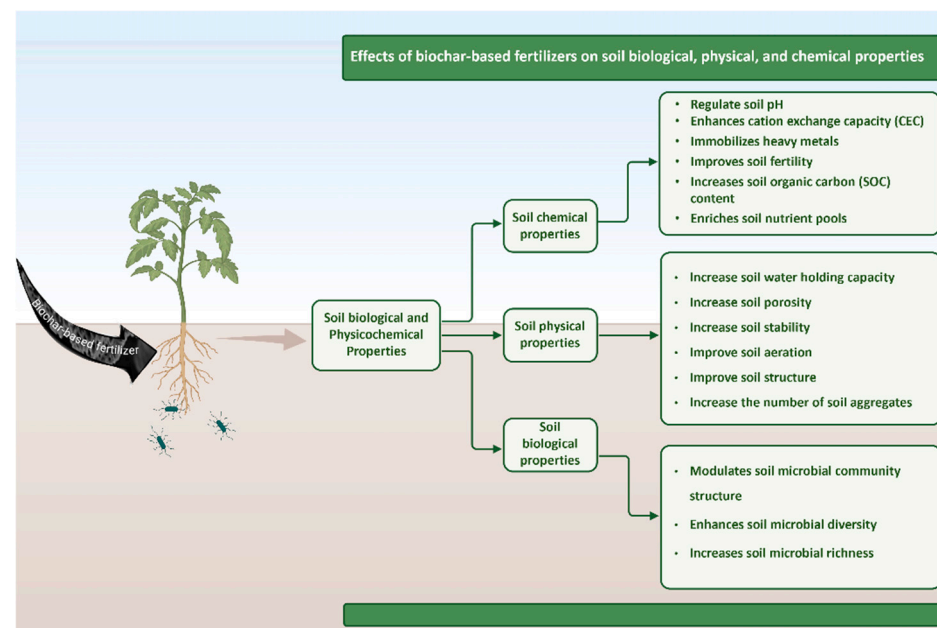 Effects of biochar-based fertilizers on soil biological, physical, and chemical properties
• Regulate soil pH
• Enhances cation exchange capacity (CEC)
• Immobilizes heavy metals
• Improves soil fertility
• Increases soil organic carbon (SOC)
content
• Enriches soil nutrient pools
Soil chemical
properties
• Increase soil water holding capacity
• Increase soil porosity
• Increase soil stability
• Improve soil aeration
• Improve soil structure
• Increase the number of soil aggregates
Biochar-based fertilizer
Soil biological and
Physicochemical
Properties
Soil physical
properties
Soil
biological
properties
• Modulates soil microbial community
structure
• Enhances soil microbial diversity
• Increases soil microbial richness